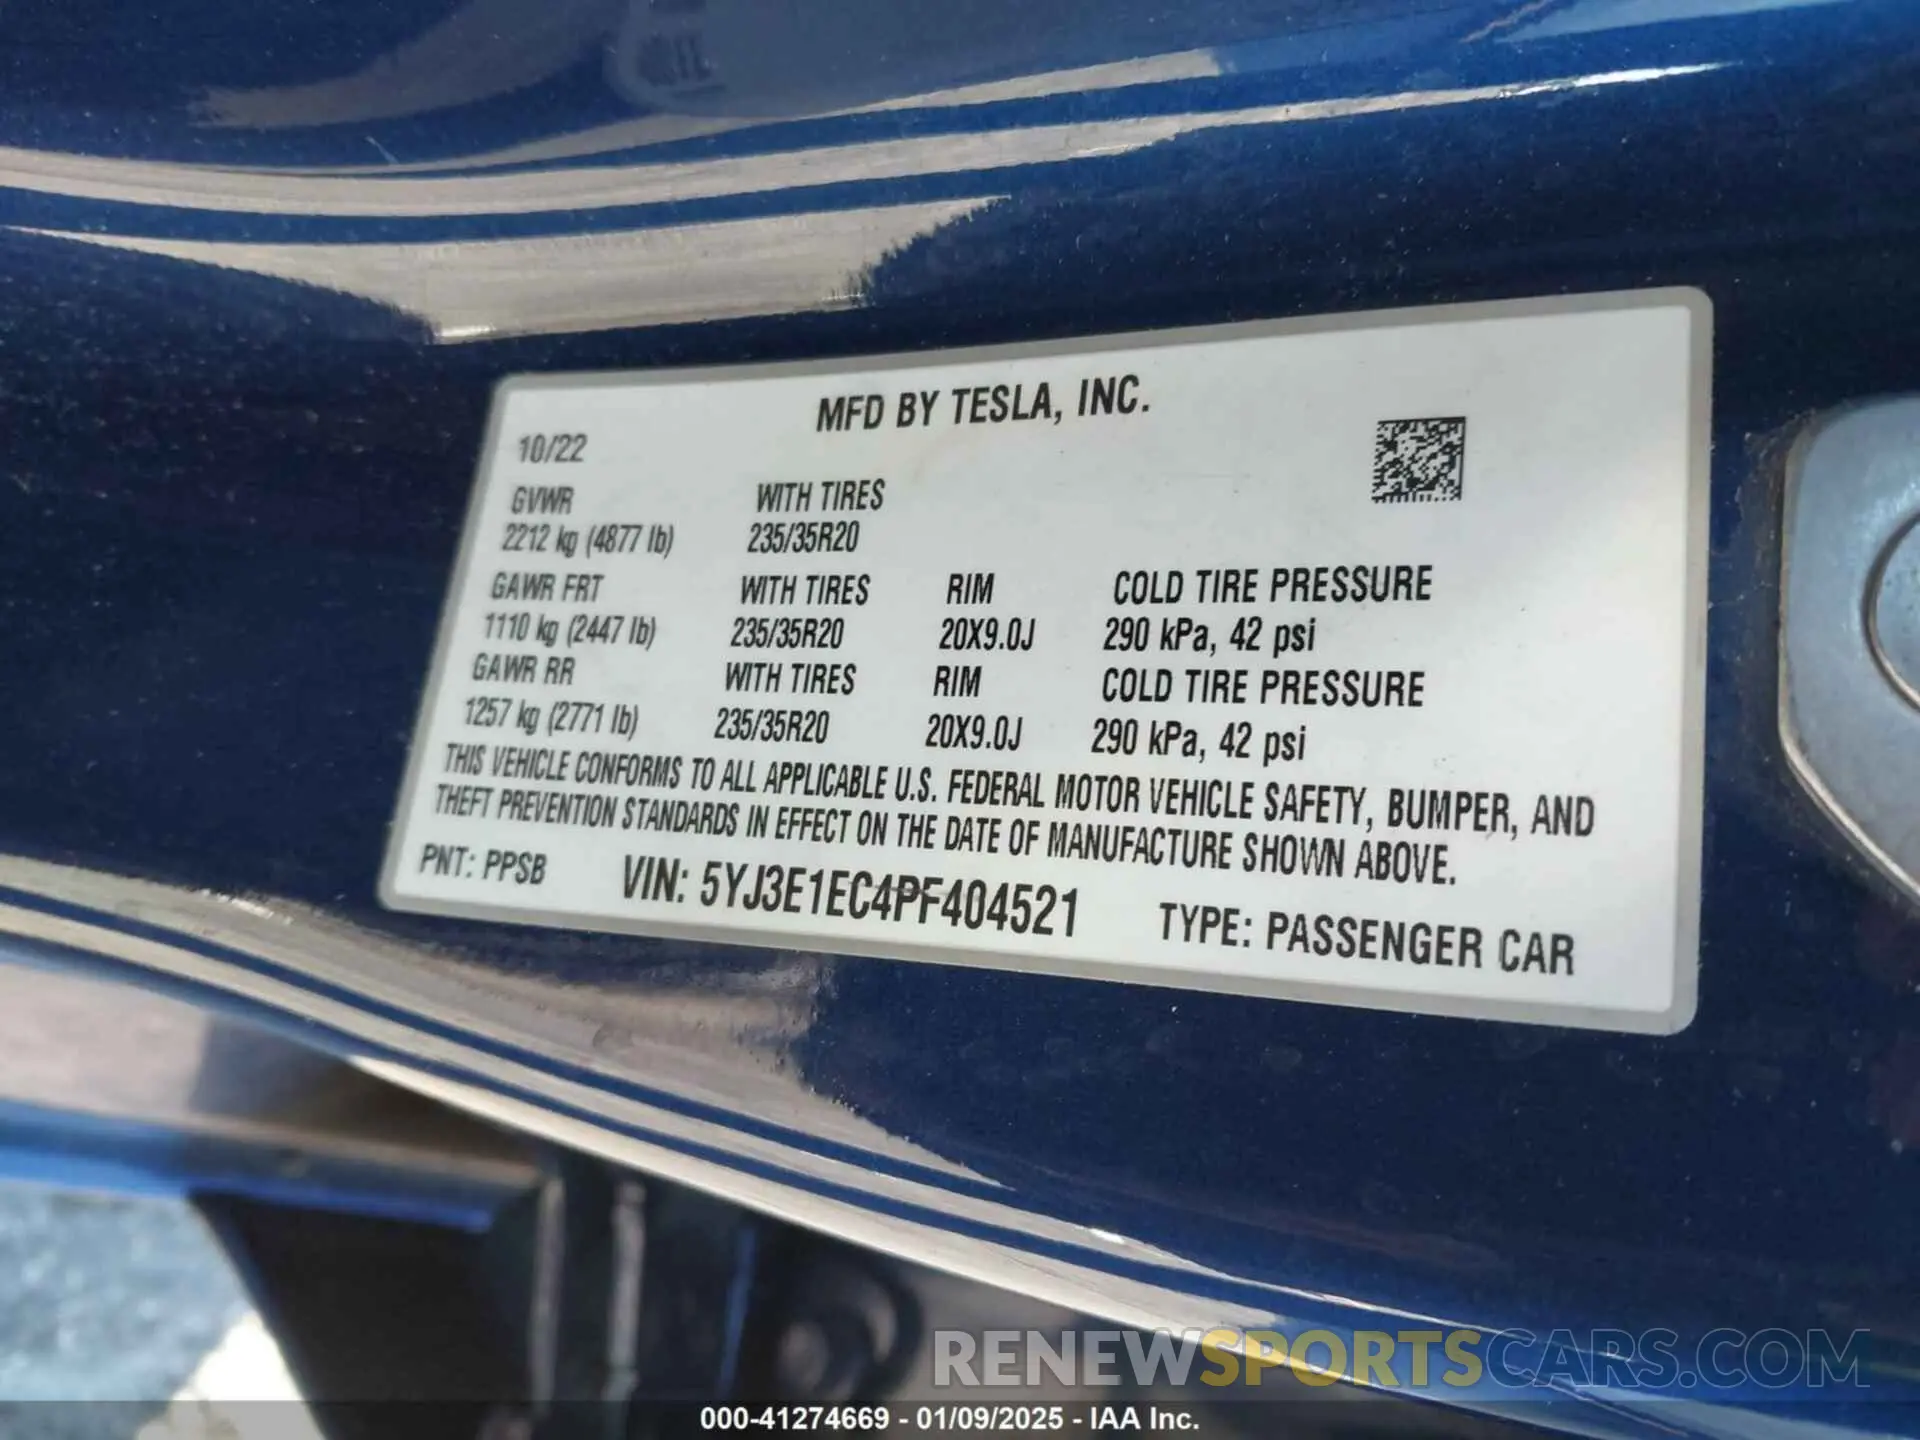 MFD BY TESLA, INC.
10/22
GVWR WITH TIRES
2212 kg (4877 lb) 235/35R20
GAWR FRT WITH TIRES RIM COLD TIRE PRESSURE
1110 kg (2447 lb) 235/35R20 20X9.0J 290 kPa, 42 psi
GAWR RR WITH TIRES RIM COLD TIRE PRESSURE
1257 kg (2771 lb) 235/35R20 20X9.0J 290 kPa, 42 psi
THIS VEHICLE CONFORMS TO ALL APPLICABLE U.S. FEDERAL MOTOR VEHICLE SAFETY, BUMPER, AND
THEFT PREVENTION STANDARDS IN EFFECT ON THE DATE OF MANUFACTURE SHOWN ABOVE.
PNT: PPSB VIN: 5YJ3E1EC4PF404521 TYPE: PASSENGER CAR
RENEWSPORTSCARS.COM
000-41274669 - 01/09/2025 - IAA Inc.